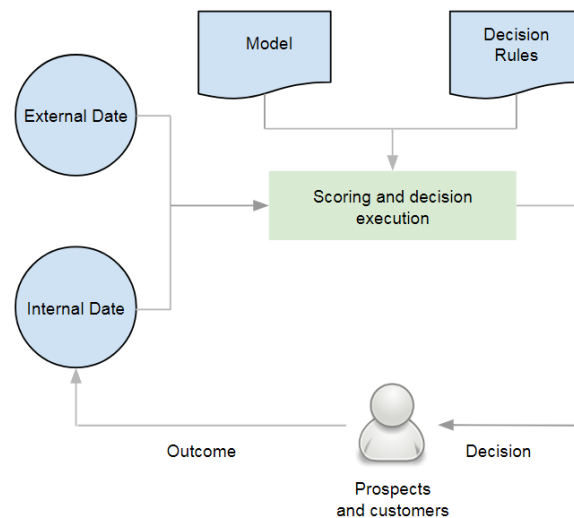 Model
Decision
Rules
External Date
Scoring and decision
execution
Internal Date
Outcome
Decision
Prospects
and customers